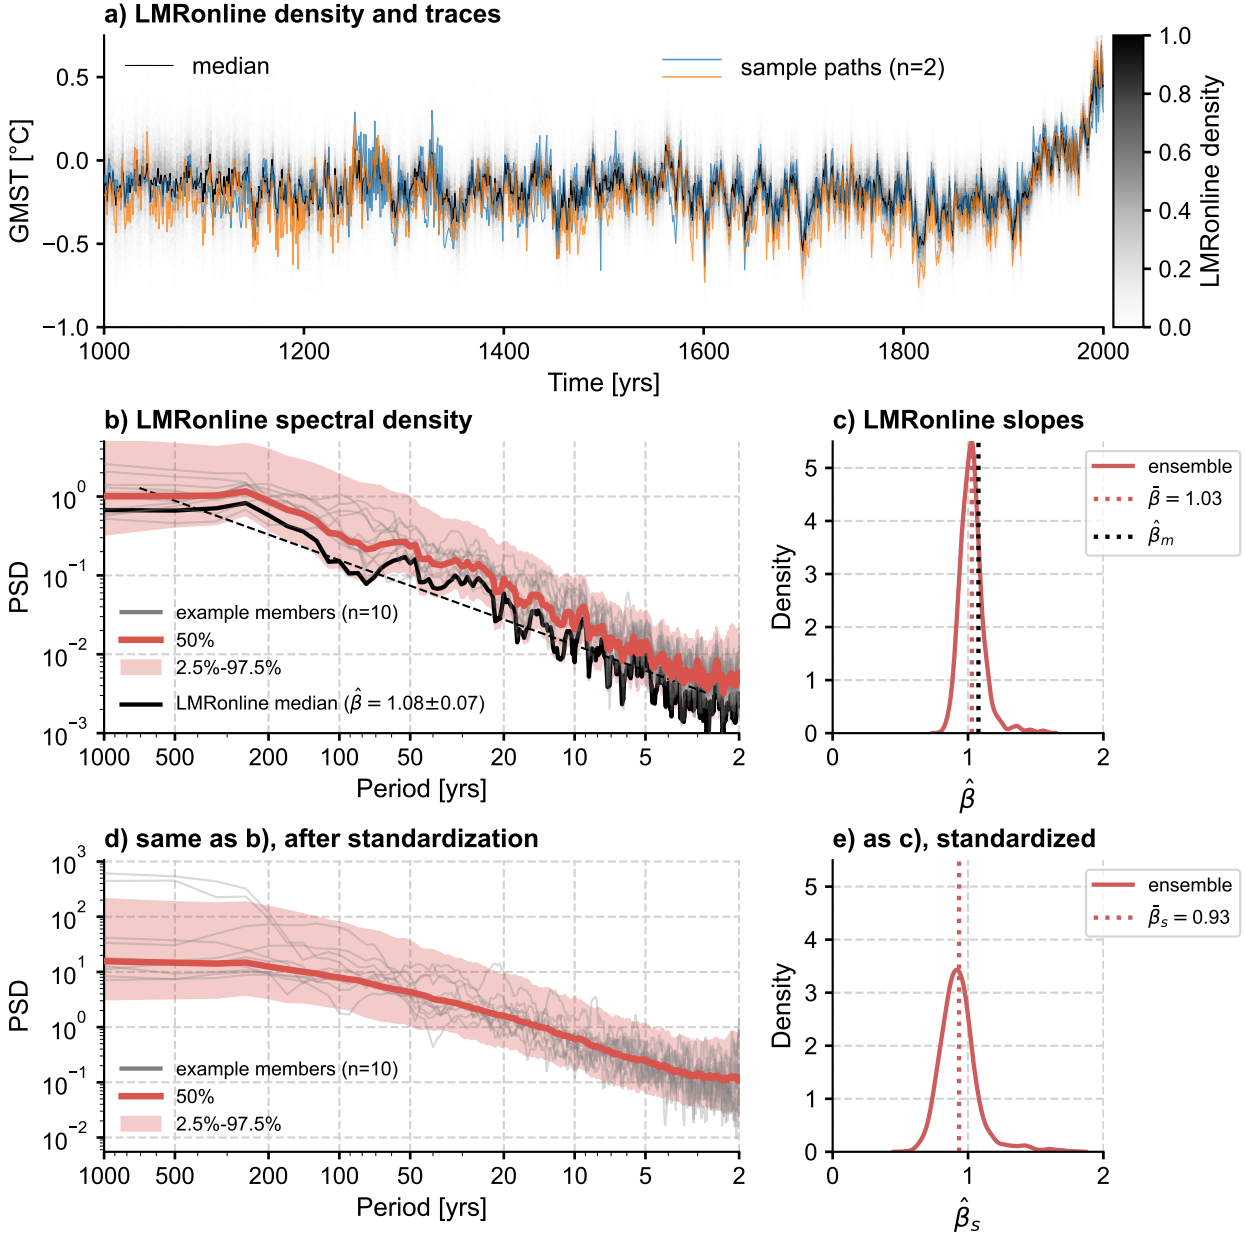 a) LMRonline density and traces
median
sample paths (n=2)
GMST [°C]
0.5
0.0
−0.5
−1.0
1000 1200 1400 1600 1800 2000
Time [yrs]
1.0
0.8
0.6
0.4
0.2
0.0
LMRonline density
b) LMRonline spectral density
PSD
10⁰
10⁻¹
10⁻²
10⁻³
example members (n=10)
50%
2.5%-97.5%
LMRonline median (β̂ = 1.08±0.07)
1000 500 200 100 50 20 10 5 2
Period [yrs]
c) LMRonline slopes
Density
5
4
3
2
1
0
ensemble
β̄ = 1.03
β̂ₘ
0 1 2
β̂
d) same as b), after standardization
PSD
10³
10²
10¹
10⁰
10⁻¹
10⁻²
example members (n=10)
50%
2.5%-97.5%
1000 500 200 100 50 20 10 5 2
Period [yrs]
e) as c), standardized
Density
5
4
3
2
1
0
ensemble
β̄ₛ = 0.93
0 1 2
β̂ₛ